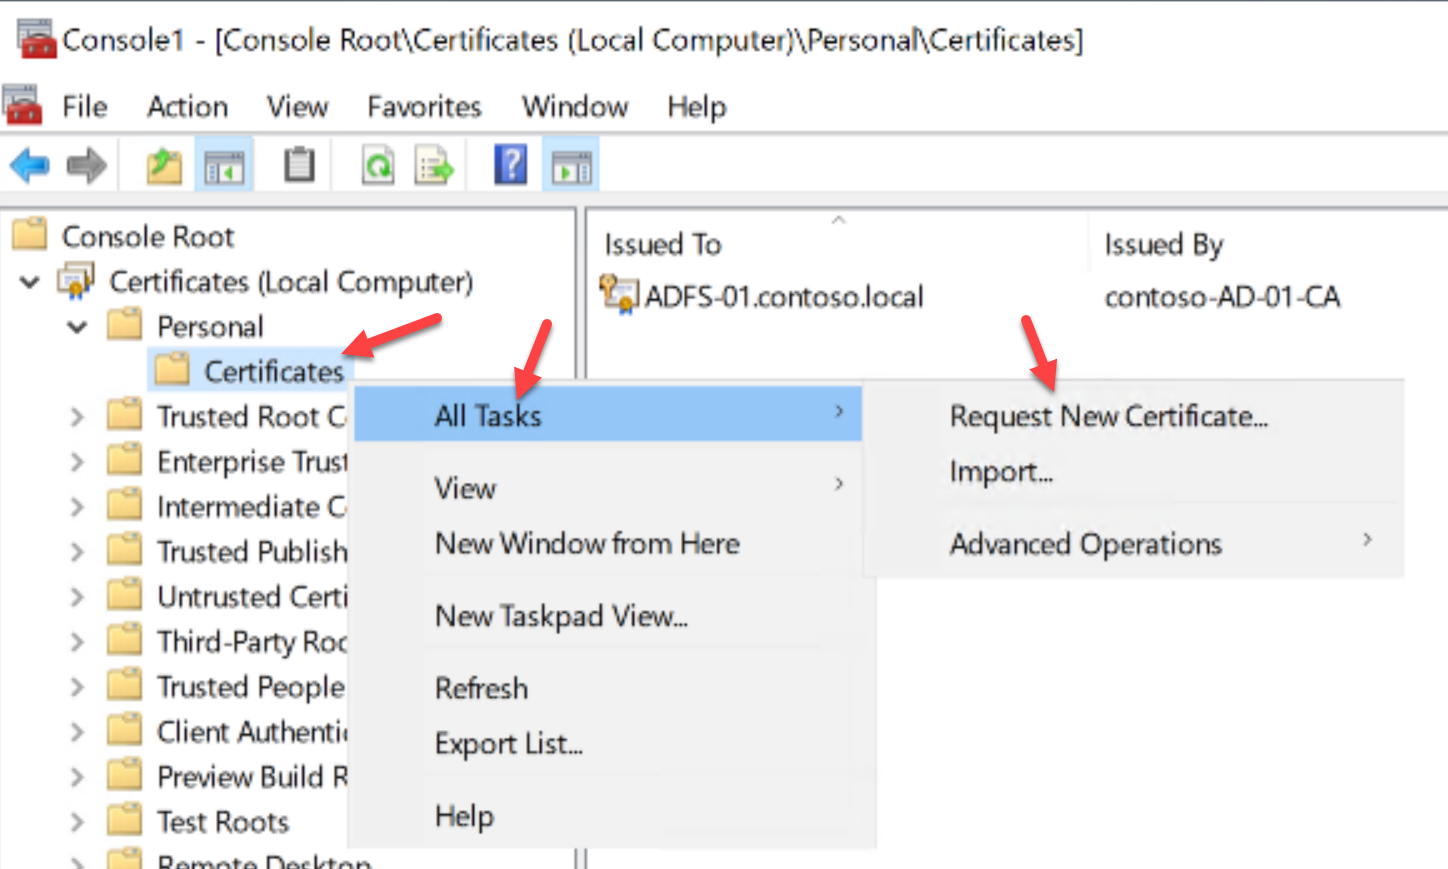 Console1 - [Console Root\Certificates (Local Computer)\Personal\Certificates]
File Action View Favorites Window Help
Console Root
Certificates (Local Computer)
Personal
Certificates
Trusted Root C
Enterprise Trust
Intermediate C
Trusted Publish
Untrusted Certi
Third-Party Roo
Trusted People
Client Authentic
Preview Build R
Test Roots
Remote Desktop
Issued To Issued By
ADFS-01.contoso.local contoso-AD-01-CA
All Tasks
View
New Window from Here
New Taskpad View...
Refresh
Export List...
Help
Request New Certificate...
Import...
Advanced Operations